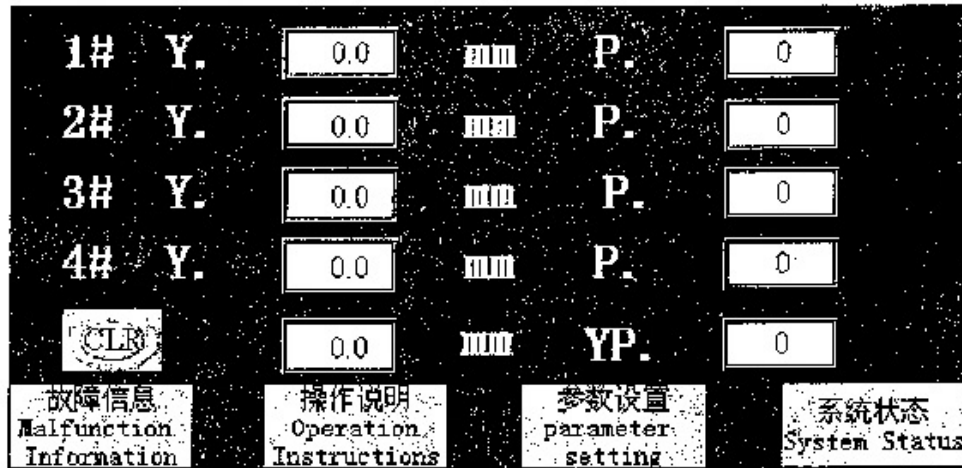 1# Y. 0.0 mm P. 0
2# Y. 0.0 mm P. 0
3# Y. 0.0 mm P. 0
4# Y. 0.0 mm P. 0
CLR 0.0 mm YP. 0
故障信息 操作说明 参数设置 系统状态
Malfunction Operation parameter System Status
Information Instructions setting